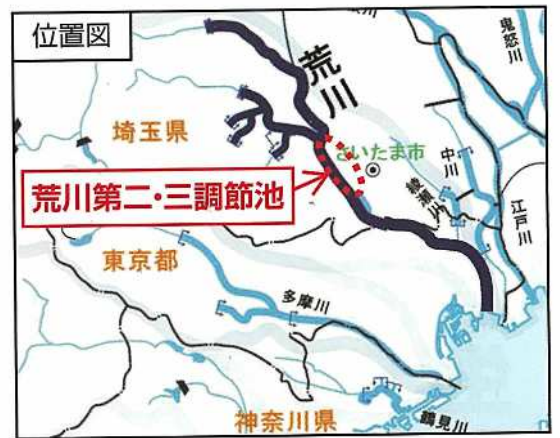 位置図
荒川
鬼怒川
埼玉県
さいたま市
中川
綾瀬川
江戸川
荒川第二・三調節池
東京都
多摩川
神奈川県
鶴見川